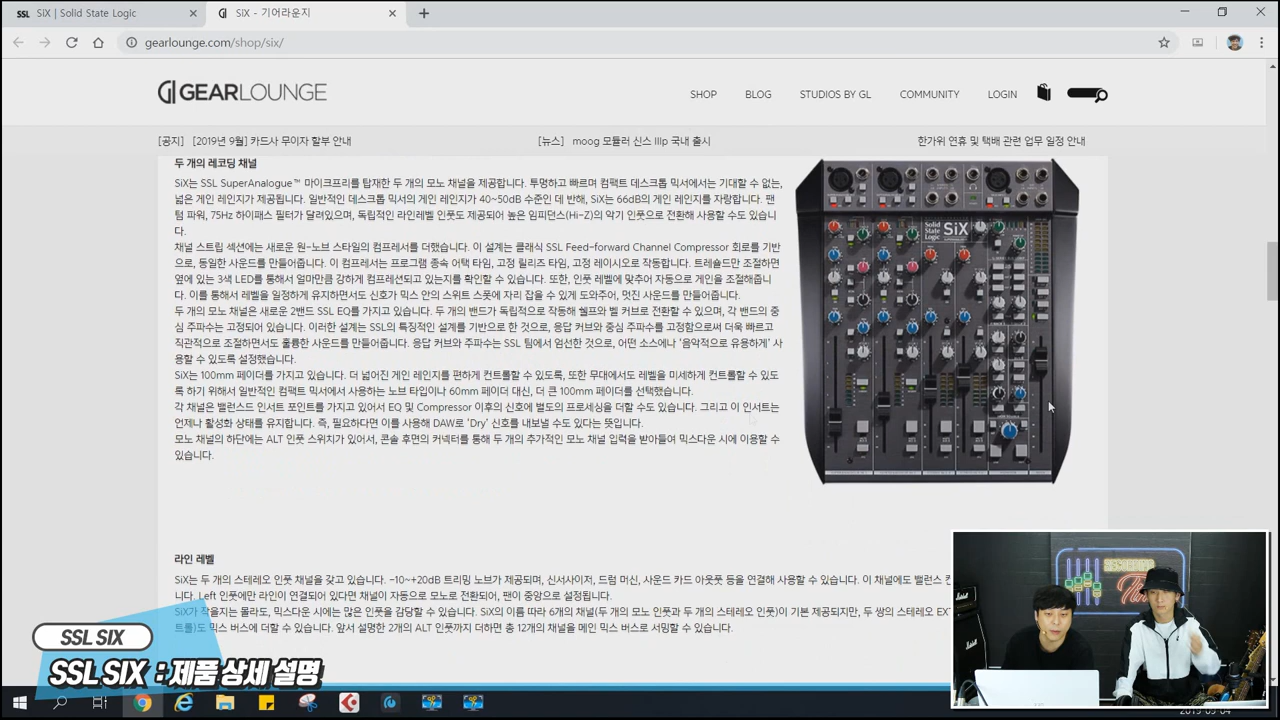 SSL SiX | Solid State Logic
SiX - 기어라운지
gearlounge.com/shop/six/
GEARLOUNGE
SHOP BLOG STUDIOS BY GL COMMUNITY LOGIN
[공지] [2019년 9월] 카드사 무이자 할부 안내
[뉴스] moog 모듈러 신스 IIIp 국내 출시
한가위 연휴 및 택배 관련 업무 일정 안내
두 개의 레코딩 채널
SiX는 SSL SuperAnalogue™ 마이크프리를 탑재한 두 개의 모노 채널을 제공합니다. 투명하고 빠르며 컴팩트 데스크톱 믹서에서는 기대할 수 없는,
넓은 게인 레인지가 제공됩니다. 일반적인 데스크톱 믹서의 게인 레인지가 40~50dB 수준인 데 반해, SiX는 66dB의 게인 레인지를 자랑합니다. 팬
텀 파워, 75Hz 하이패스 필터가 달려있으며, 독립적인 라인레벨 인풋도 제공되어 높은 임피던스(Hi-Z)의 악기 인풋으로 전환해 사용할 수도 있습니
다.
채널 스트립 섹션에는 새로운 원-노브 스타일의 컴프레서를 더했습니다. 이 설계는 클래식 SSL Feed-forward Channel Compressor 회로를 기반
으로, 동일한 사운드를 만들어냅니다. 이 컴프레서는 프로그램 종속 어택 타임, 고정 릴리즈 타임, 고정 레이시오로 작동합니다. 트레숄드만 조절하면
옆에 있는 3색 LED를 통해서 얼마만큼 강하게 컴프레션되고 있는지를 확인할 수 있습니다. 또한, 인풋 레벨에 맞추어 자동으로 게인을 조절해줍니
다. 이를 통해서 레벨을 일정하게 유지하면서도 신호가 믹스 안의 스위트 스폿에 자리 잡을 수 있게 도와주어, 멋진 사운드를 만들어줍니다.
두 개의 모노 채널은 새로운 2밴드 SSL EQ를 가지고 있습니다. 두 개의 밴드가 독립적으로 작동해 쉘프와 벨 커브로 전환할 수 있으며, 각 밴드의 중
심 주파수는 고정되어 있습니다. 이러한 설계는 SSL의 특징적인 설계를 기반으로 한 것으로, 응답 커브와 중심 주파수를 고정함으로써 더욱 빠르고
직관적으로 조절하면서도 훌륭한 사운드를 만들어줍니다. 응답 커브와 주파수는 SSL 팀에서 엄선한 것으로, 어떤 소스에나 '음악적으로 유용하게' 사
용할 수 있도록 설정했습니다.
SiX는 100mm 페이더를 가지고 있습니다. 더 넓어진 게인 레인지를 편하게 컨트롤할 수 있도록, 또한 무대에서도 레벨을 미세하게 컨트롤할 수 있도
록 하기 위해서 일반적인 컴팩트 믹서에서 사용하는 노브 타입이나 60mm 페이더 대신, 더 큰 100mm 페이더를 선택했습니다.
각 채널은 밸런스드 인서트 포인트를 가지고 있어서 EQ 및 Compressor 이후의 신호에 별도의 프로세싱을 더할 수도 있습니다. 그리고 이 인서트는
언제나 활성화 상태를 유지합니다. 즉, 필요하다면 이를 사용해 DAW로 'Dry' 신호를 내보낼 수도 있다는 뜻입니다.
모노 채널의 하단에는 ALT 인풋 스위치가 있어서, 콘솔 후면의 커넥터를 통해 두 개의 추가적인 모노 채널 입력을 받아들여 믹스다운 시에 이용할 수
있습니다.
Solid State Logic SiX
라인 레벨
SiX는 두 개의 스테레오 인풋 채널을 갖고 있습니다. -10~+20dB 트리밍 노브가 제공되며, 신서사이저, 드럼 머신, 사운드 카드 아웃풋 등을 연결해 사용할 수 있습니다. 이 채널에도 밸런스
니다. Left 인풋에만 라인이 연결되어 있다면 채널이 자동으로 모노로 전환되어, 팬이 중앙으로 설정됩니다.
SiX가 작을지는 몰라도, 믹스다운 시에는 많은 인풋을 감당할 수 있습니다. SiX의 이름 따라 6개의 채널(두 개의 모노 인풋과 두 개의 스테레오 인풋)이 기본 제공되지만, 두 쌍의 스테레오 EX
트롤)도 믹스 버스에 더할 수 있습니다. 앞서 설명한 2개의 ALT 인풋까지 더하면 총 12개의 채널을 메인 믹스 버스로 서밍할 수 있습니다.
SSL SIX
SSL SIX : 제품 상세 설명
Marshall
2019-09-04